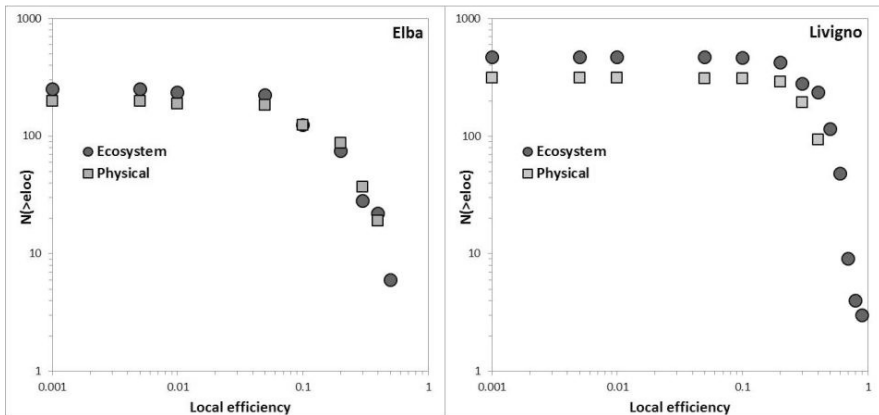 Elba
1000
100
10
1
N(>eloc)
Ecosystem
Physical
0.001
0.01
0.1
1
Local efficiency
Livigno
1000
100
10
1
N(>eloc)
Ecosystem
Physical
0.001
0.01
0.1
1
Local efficiency